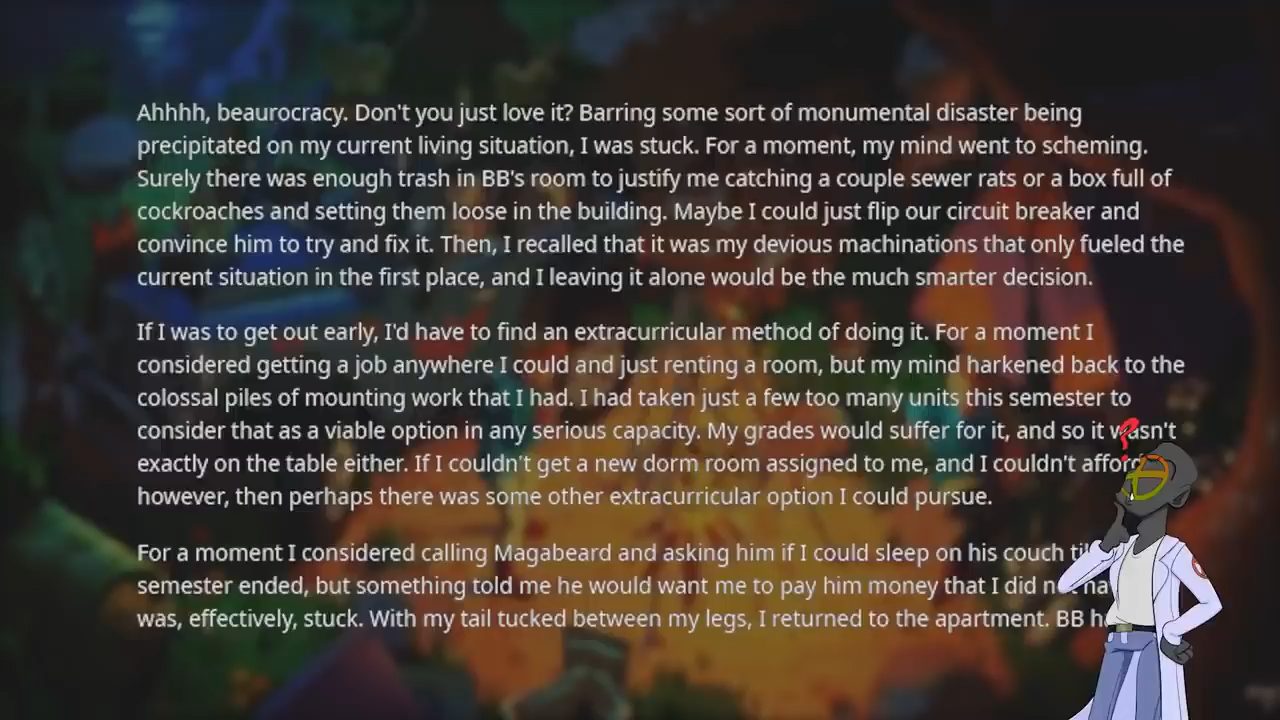 Ahhhh, beaurocracy. Don't you just love it? Barring some sort of monumental disaster being
precipitated on my current living situation, I was stuck. For a moment, my mind went to scheming.
Surely there was enough trash in BB's room to justify me catching a couple sewer rats or a box full of
cockroaches and setting them loose in the building. Maybe I could just flip our circuit breaker and
convince him to try and fix it. Then, I recalled that it was my devious machinations that only fueled the
current situation in the first place, and I leaving it alone would be the much smarter decision.
If I was to get out early, I'd have to find an extracurricular method of doing it. For a moment I
considered getting a job anywhere I could and just renting a room, but my mind harkened back to the
colossal piles of mounting work that I had. I had taken just a few too many units this semester to
consider that as a viable option in any serious capacity. My grades would suffer for it, and so it wasn't
exactly on the table either. If I couldn't get a new dorm room assigned to me, and I couldn't afford
however, then perhaps there was some other extracurricular option I could pursue.
For a moment I considered calling Magabeard and asking him if I could sleep on his couch
semester ended, but something told me he would want me to pay him money that I did
was, effectively, stuck. With my tail tucked between my legs, I returned to the apartment. BB
?